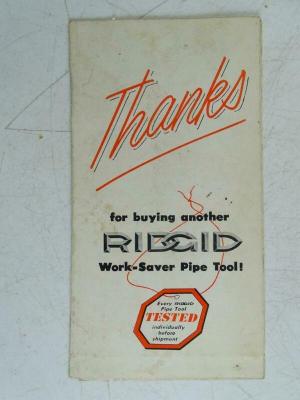 Thanks
for buying another
RIDGID
Work-Saver Pipe Tool!
Every RIDGID
Pipe Tool
TESTED
individually
before
shipment